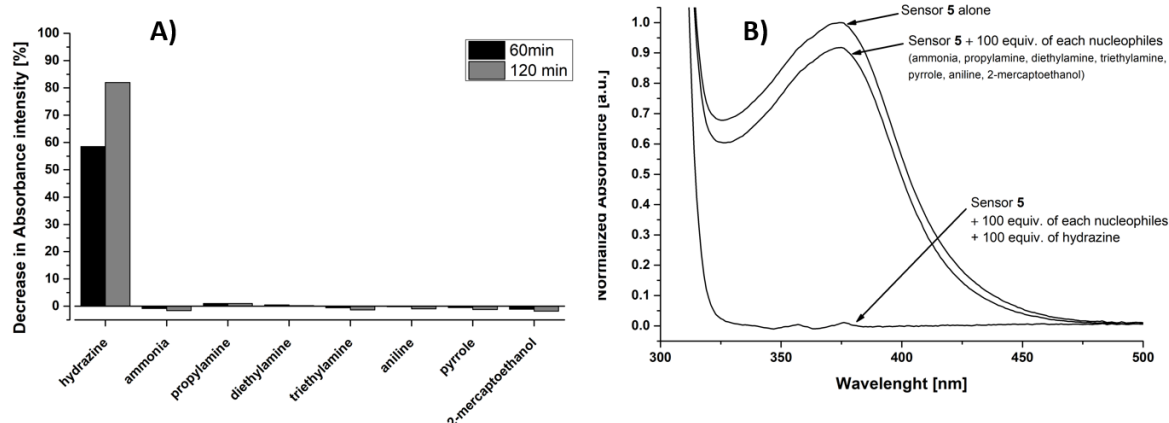 A)
Decrease in Absorbance intensity [%]
100
90
80
70
60
50
40
30
20
10
0
60min
120 min
hydrazine
ammonia
propylamine
diethylamine
triethylamine
aniline
pyrrole
2-mercaptoethanol
B)
Normalized Absorbance [a.u.]
1.0
0.9
0.8
0.7
0.6
0.5
0.4
0.3
0.2
0.1
0.0
Sensor 5 alone
Sensor 5 + 100 equiv. of each nucleophiles
(ammonia, propylamine, diethylamine, triethylamine,
pyrrole, aniline, 2-mercaptoethanol)
Sensor 5
+ 100 equiv. of each nucleophiles
+ 100 equiv. of hydrazine
300
350
400
450
500
Wavelenght [nm]